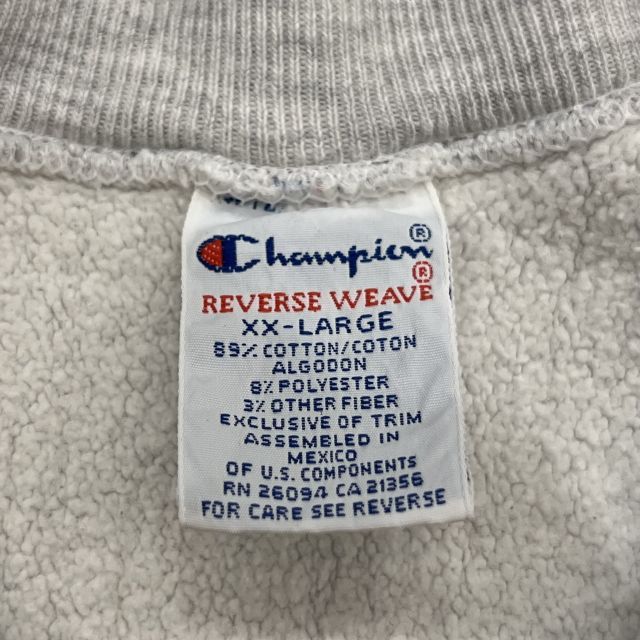 Champion®
REVERSE WEAVE®
XX-LARGE
89% COTTON/COTON
ALGODON
8% POLYESTER
3% OTHER FIBER
EXCLUSIVE OF TRIM
ASSEMBLED IN
MEXICO
OF U.S. COMPONENTS
RN 26094 CA 21356
FOR CARE SEE REVERSE